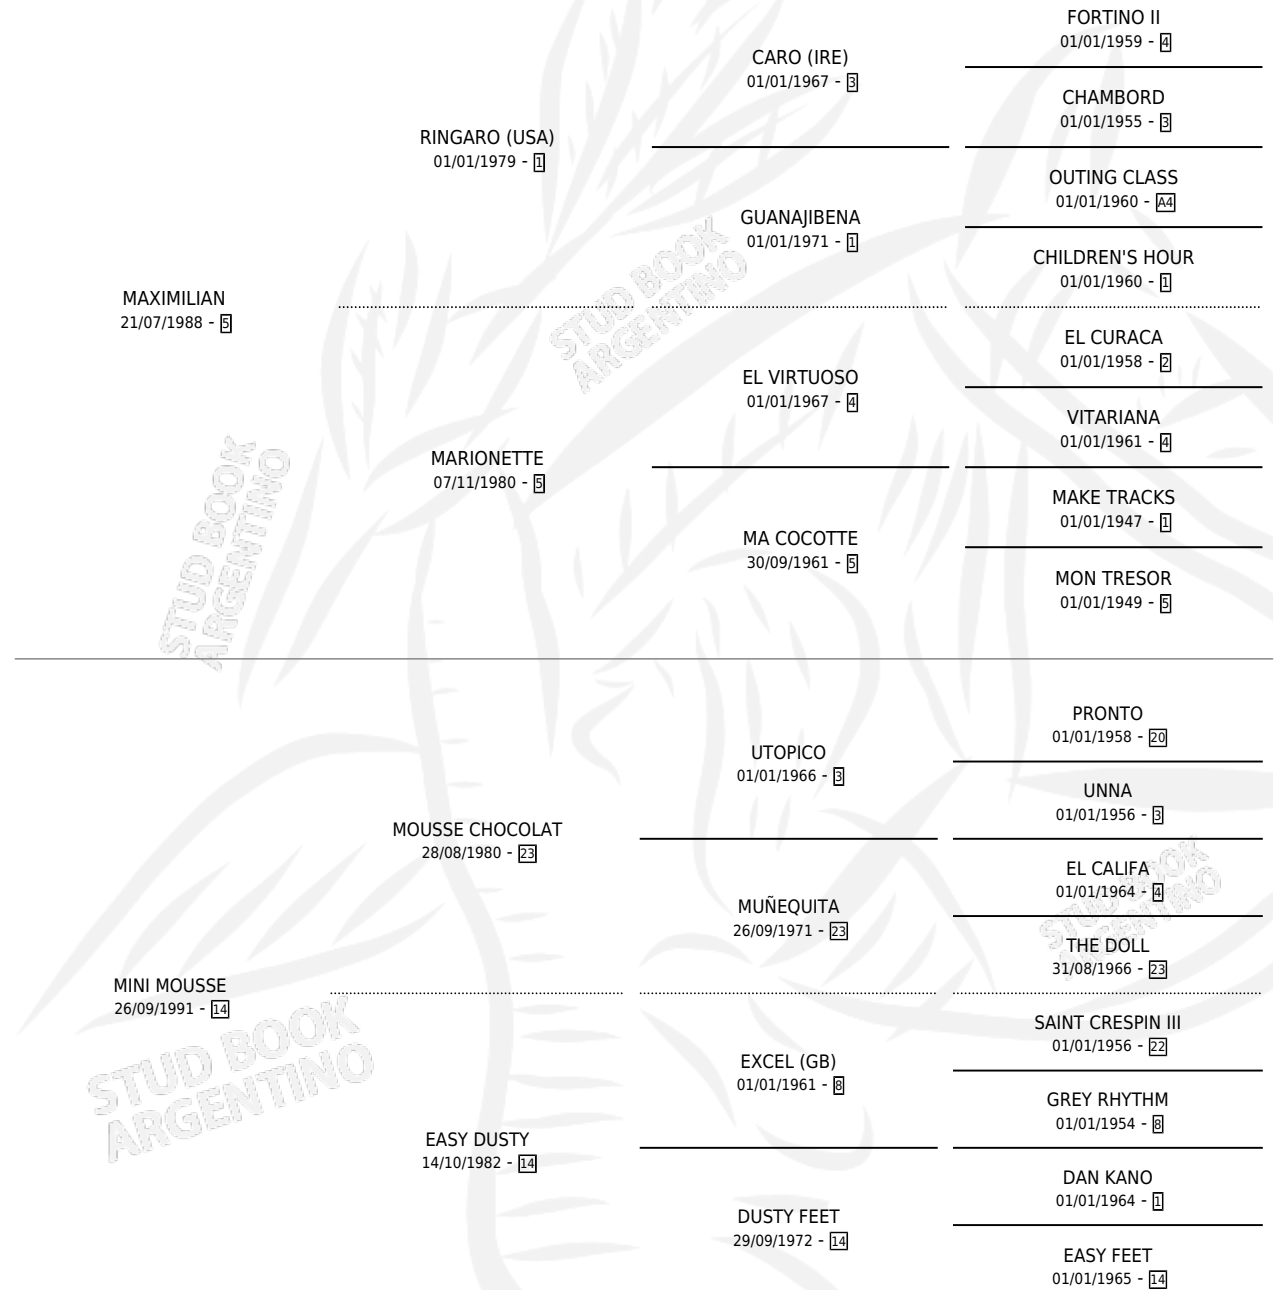 FORTINO II
01/01/1959 - 4
CARO (IRE)
01/01/1967 - 3
CHAMBORD
01/01/1955 - 3
RINGARO (USA)
01/01/1979 - 1
OUTING CLASS
01/01/1960 - A4
GUANAJIBENA
01/01/1971 - 1
CHILDREN'S HOUR
01/01/1960 - 1
MAXIMILIAN
21/07/1988 - 5
EL CURACA
01/01/1958 - 2
EL VIRTUOSO
01/01/1967 - 4
VITARIANA
01/01/1961 - 4
MARIONETTE
07/11/1980 - 5
MAKE TRACKS
01/01/1947 - 1
MA COCOTTE
30/09/1961 - 5
MON TRESOR
01/01/1949 - 5
STUD BOOK
ARGENTINO
STUD BOOK
ARGENTINO
PRONTO
01/01/1958 - 20
UTOPICO
01/01/1966 - 3
UNNA
01/01/1956 - 3
MOUSSE CHOCOLAT
28/08/1980 - 23
EL CALIFA
01/01/1964 - 4
MUÑEQUITA
26/09/1971 - 23
THE DOLL
31/08/1966 - 23
MINI MOUSSE
26/09/1991 - 14
SAINT CRESPIN III
01/01/1956 - 22
EXCEL (GB)
01/01/1961 - 8
GREY RHYTHM
01/01/1954 - 8
EASY DUSTY
14/10/1982 - 14
DAN KANO
01/01/1964 - 1
DUSTY FEET
29/09/1972 - 14
EASY FEET
01/01/1965 - 14
STUD BOOK
ARGENTINO
STUD BOOK
ARGENTINO